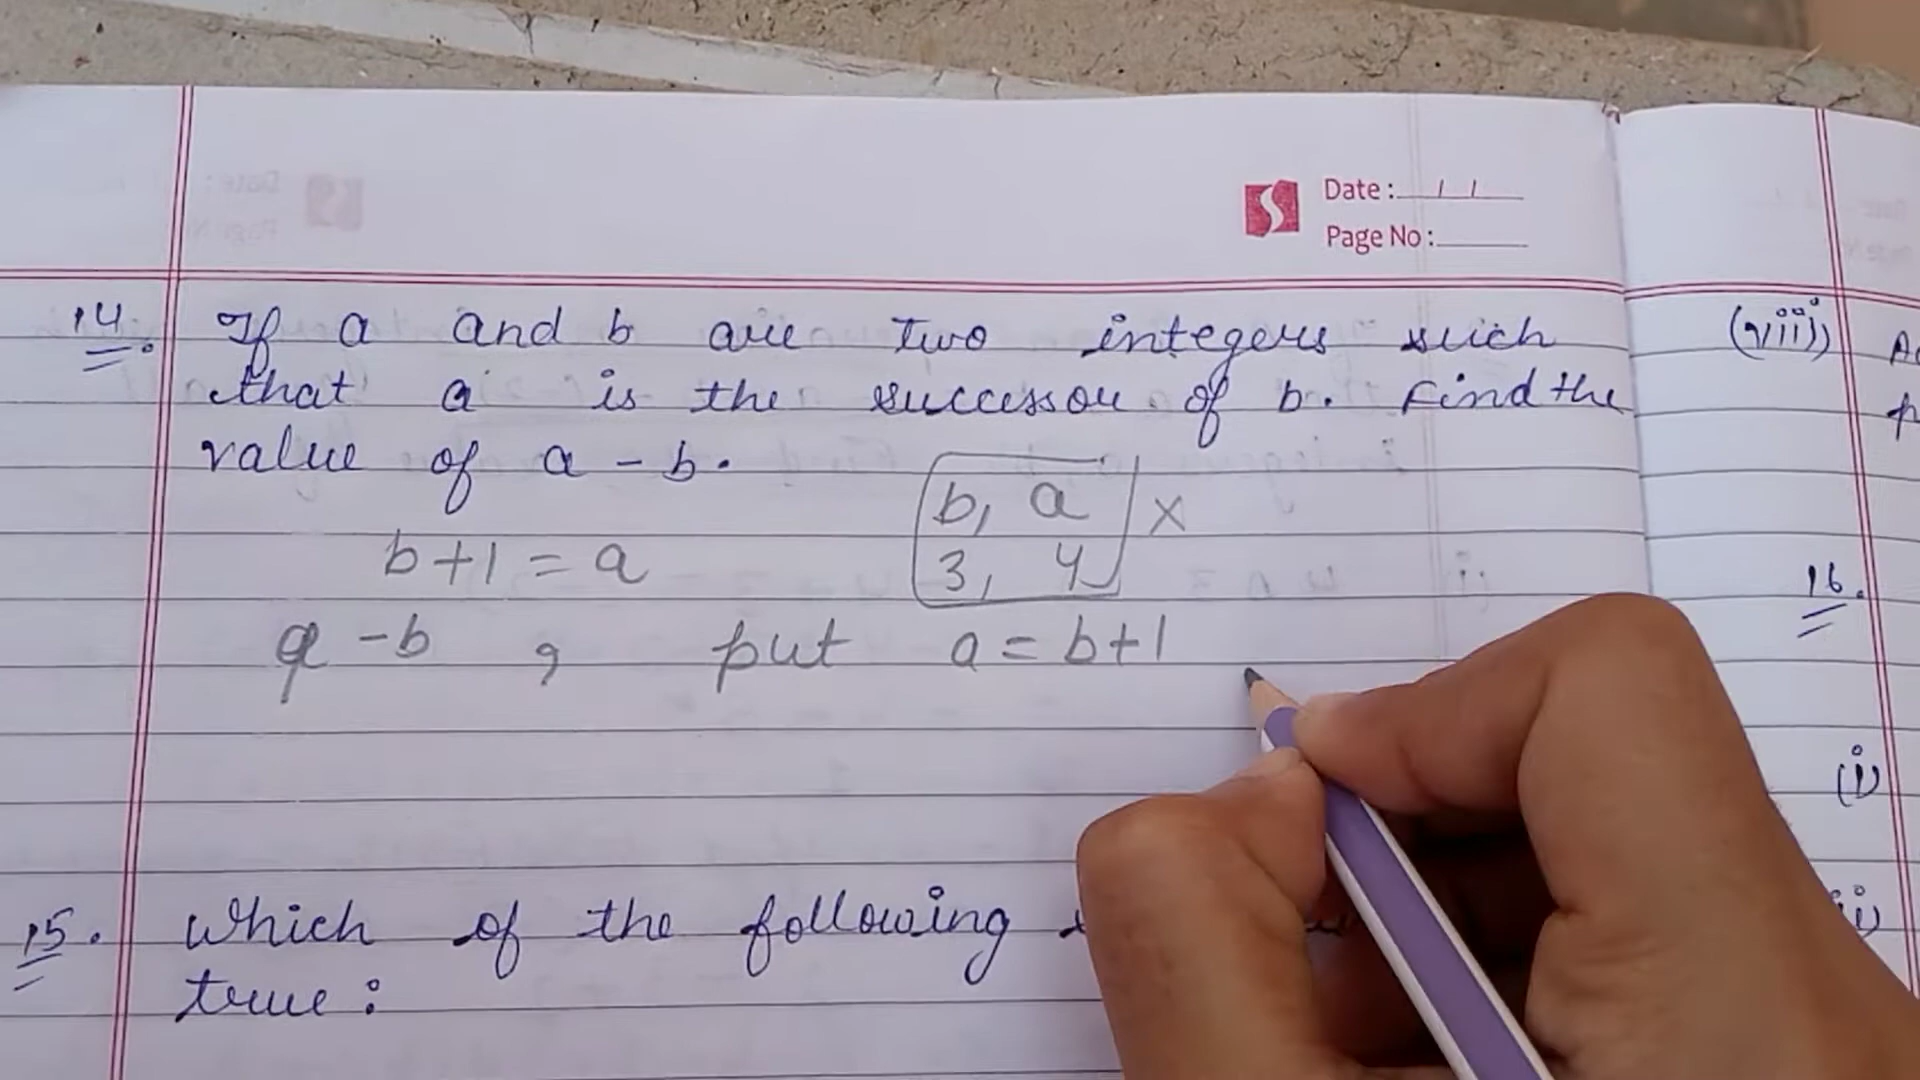 Date : / /
Page No :
14. If a and b are two integers such
that a is the successor of b. Find the
value of a - b.
b, a
3, 4
×
b+1 = a
a - b , put a = b+1
15. Which of the following
true :
(viii)
16.
(i)